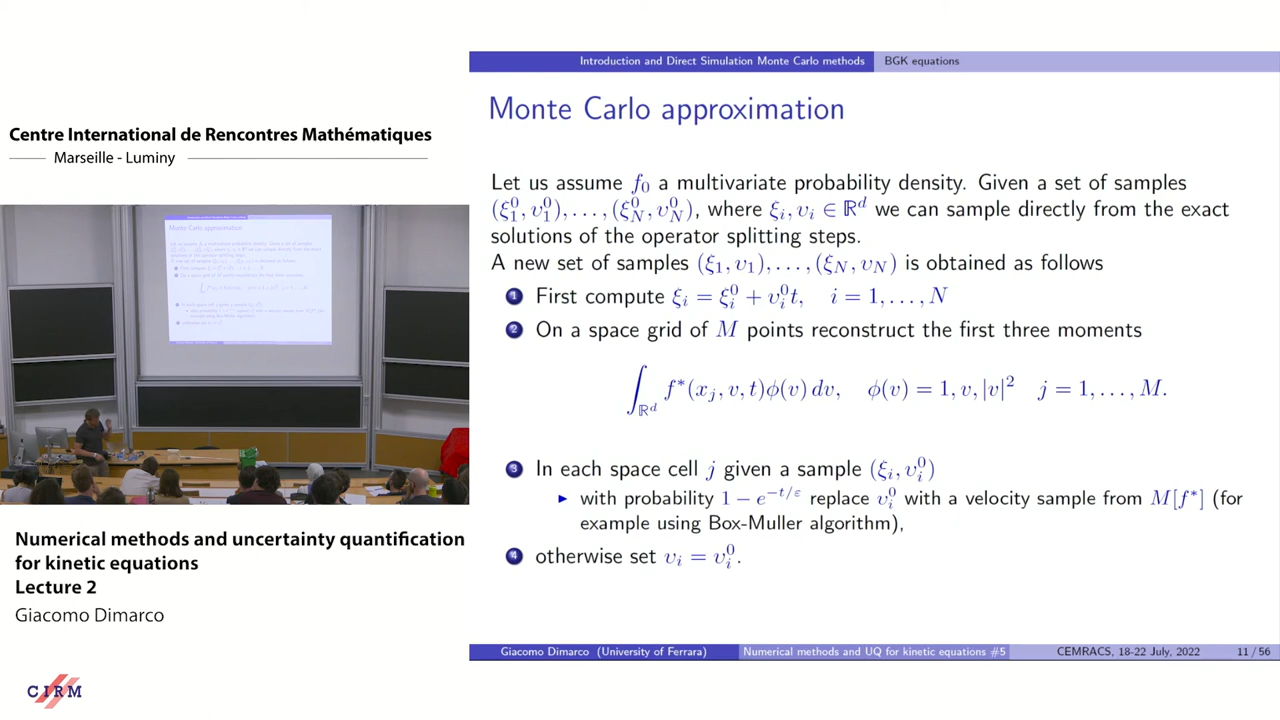 Centre International de Rencontres Mathématiques
Marseille - Luminy
Numerical methods and uncertainty quantification
for kinetic equations
Lecture 2
Giacomo Dimarco
CIRM
Introduction and Direct Simulation Monte Carlo methods BGK equations
Monte Carlo approximation
Let us assume f₀ a multivariate probability density. Given a set of samples
(ξ₁⁰, v₁⁰), . . . , (ξ_N⁰, v_N⁰), where ξᵢ, vᵢ ∈ ℝᵈ we can sample directly from the exact
solutions of the operator splitting steps.
A new set of samples (ξ₁, v₁), . . . , (ξ_N, v_N) is obtained as follows
1 First compute ξᵢ = ξᵢ⁰ + vᵢ⁰t, i = 1, . . . , N
2 On a space grid of M points reconstruct the first three moments
∫_ℝᵈ f*(xⱼ, v, t)ϕ(v) dv, ϕ(v) = 1, v, |v|² j = 1, . . . , M.
3 In each space cell j given a sample (ξᵢ, vᵢ⁰)
▶ with probability 1 − e^{−t/ε} replace vᵢ⁰ with a velocity sample from M[f*] (for
example using Box-Muller algorithm),
4 otherwise set vᵢ = vᵢ⁰.
Giacomo Dimarco (University of Ferrara) Numerical methods and UQ for kinetic equations #5 CEMRACS, 18-22 July, 2022 11 / 56